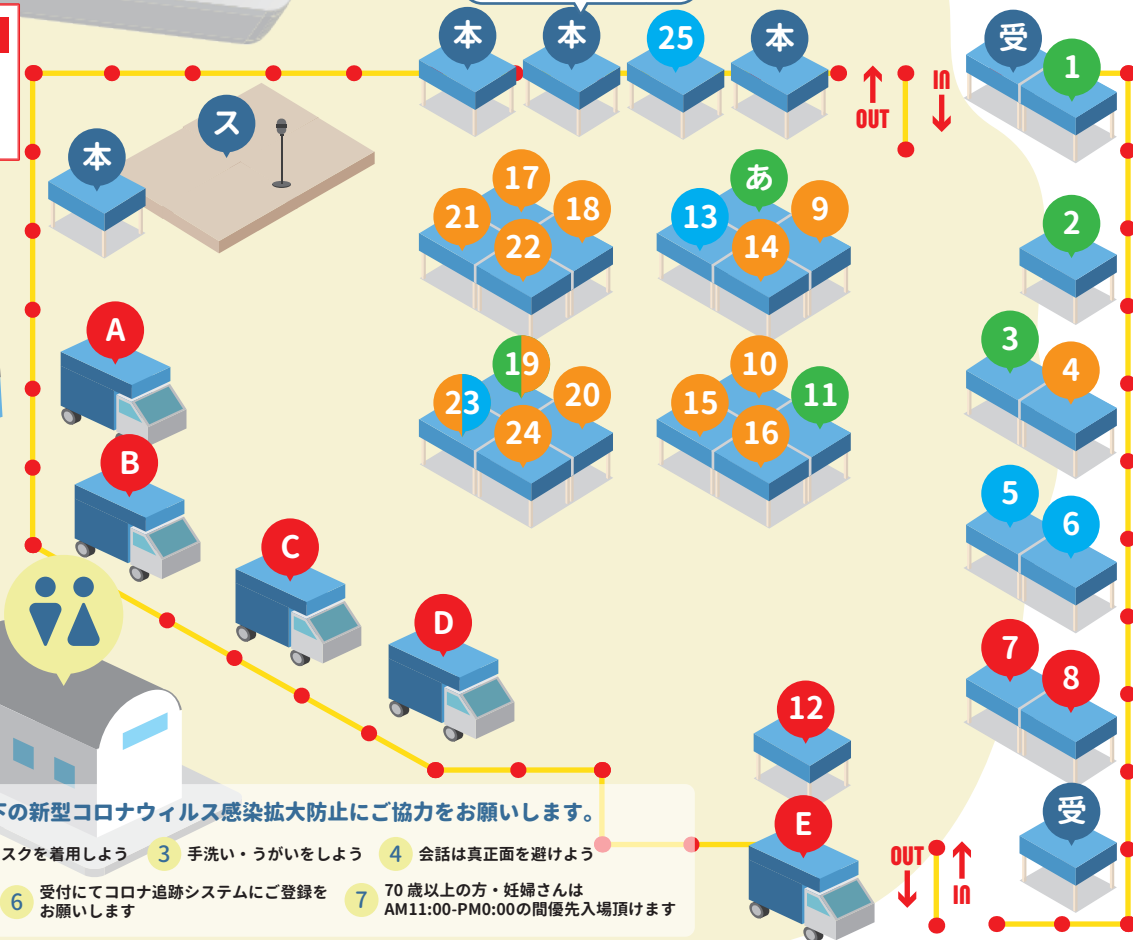 本
本
25
本
受
1
OUT
IN
ス
本
17
21
18
22
あ
13
9
14
2
A
19
23
20
24
10
15
11
16
3
4
B
5
6
C
D
7
8
12
E
受
OUT
IN
下の新型コロナウィルス感染拡大防止にご協力をお願いします。
スクを着用しよう
3 手洗い・うがいをしよう
4 会話は真正面を避けよう
6 受付にてコロナ追跡システムにご登録を
お願いします
7 70 歳以上の方・妊婦さんは
AM11:00-PM0:00の間優先入場頂けます